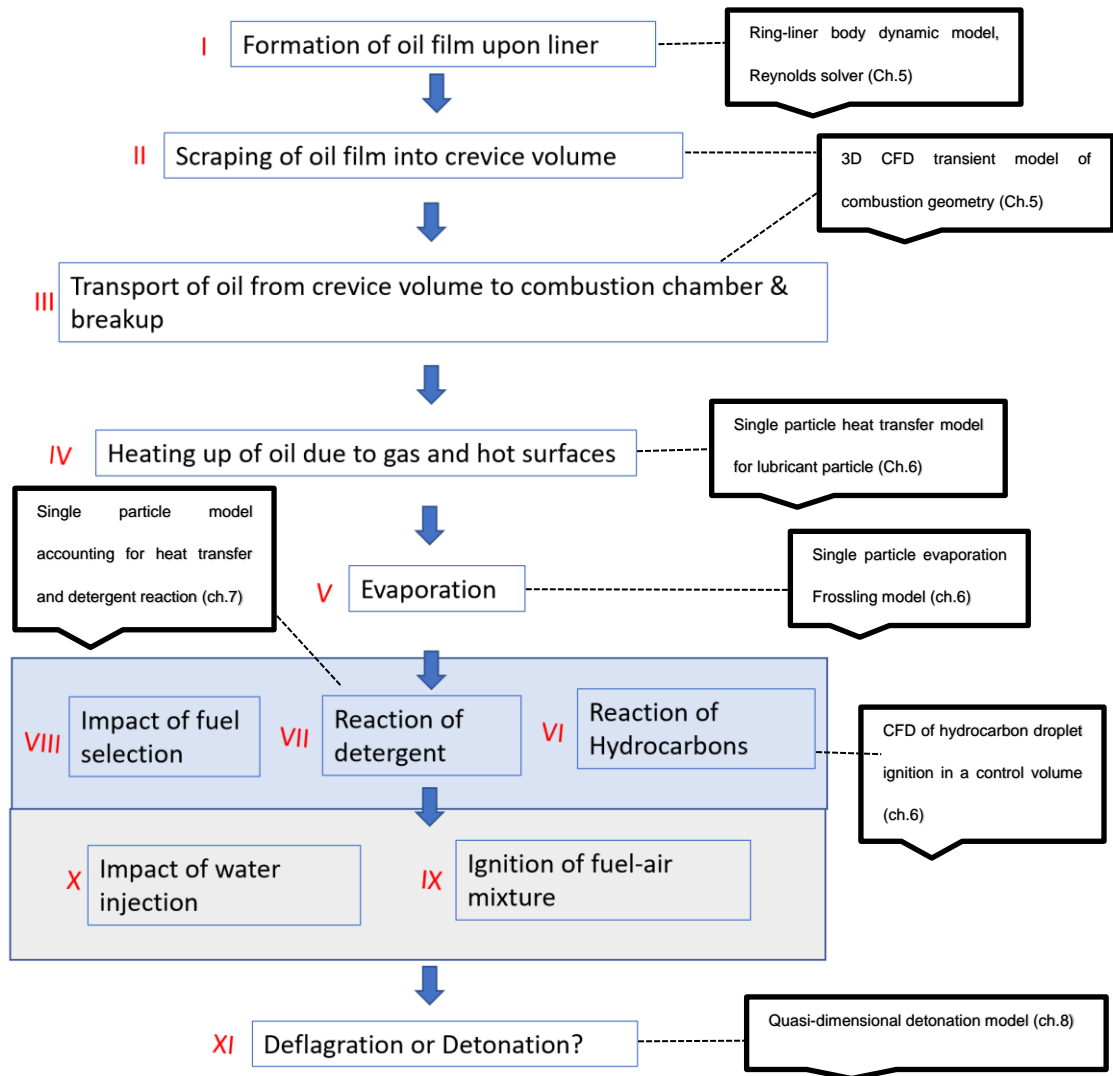 I
Formation of oil film upon liner
Ring-liner body dynamic model,
Reynolds solver (Ch.5)
II
Scraping of oil film into crevice volume
3D CFD transient model of
combustion geometry (Ch.5)
III
Transport of oil from crevice volume to combustion chamber &
breakup
IV
Heating up of oil due to gas and hot surfaces
Single particle heat transfer model
for lubricant particle (Ch.6)
Single particle model
accounting for heat transfer
and detergent reaction (ch.7)
V
Evaporation
Single particle evaporation
Frossling model (ch.6)
VIII
Impact of fuel
selection
VII
Reaction of
detergent
VI
Reaction of
Hydrocarbons
CFD of hydrocarbon droplet
ignition in a control volume
(ch.6)
X
Impact of water
injection
IX
Ignition of fuel-air
mixture
XI
Deflagration or Detonation?
Quasi-dimensional detonation model (ch.8)